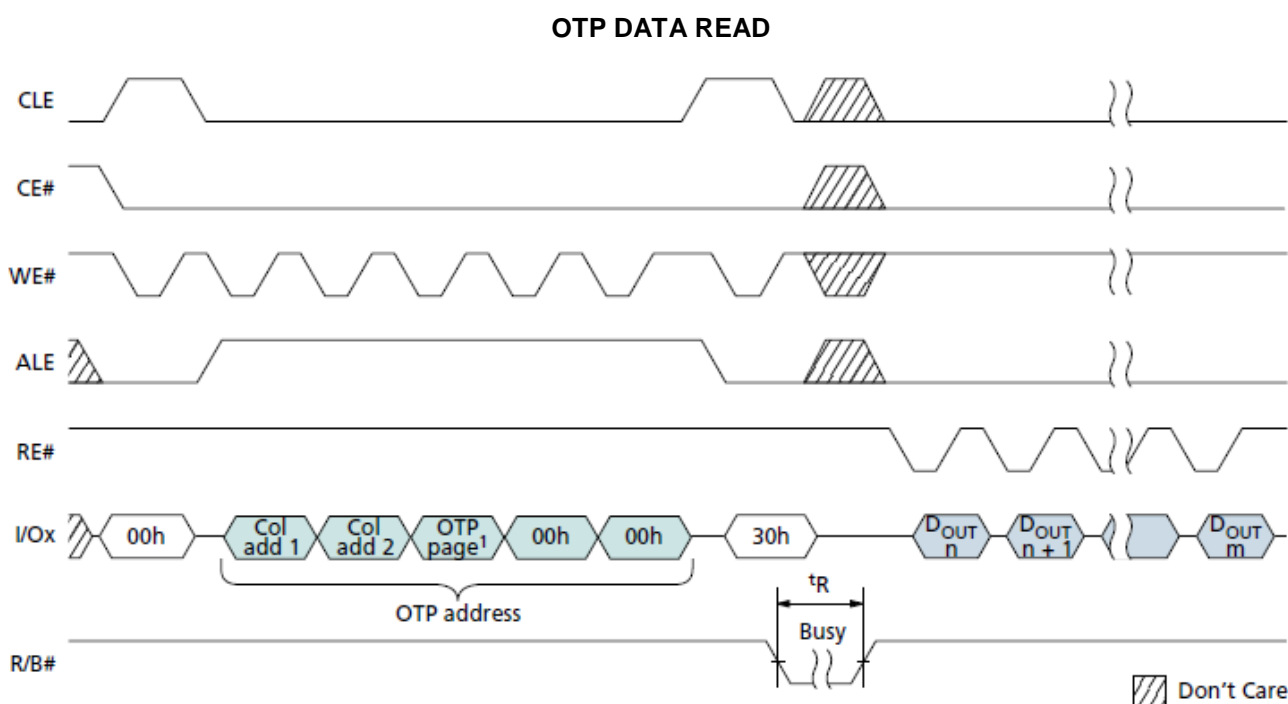 OTP DATA READ
CLE
CE#
WE#
ALE
RE#
I/Ox 00h Col add 1 Col add 2 OTP page¹ 00h 00h 30h DOUT n DOUT n + 1 DOUT m
OTP address
tR
Busy
R/B#
Don't Care